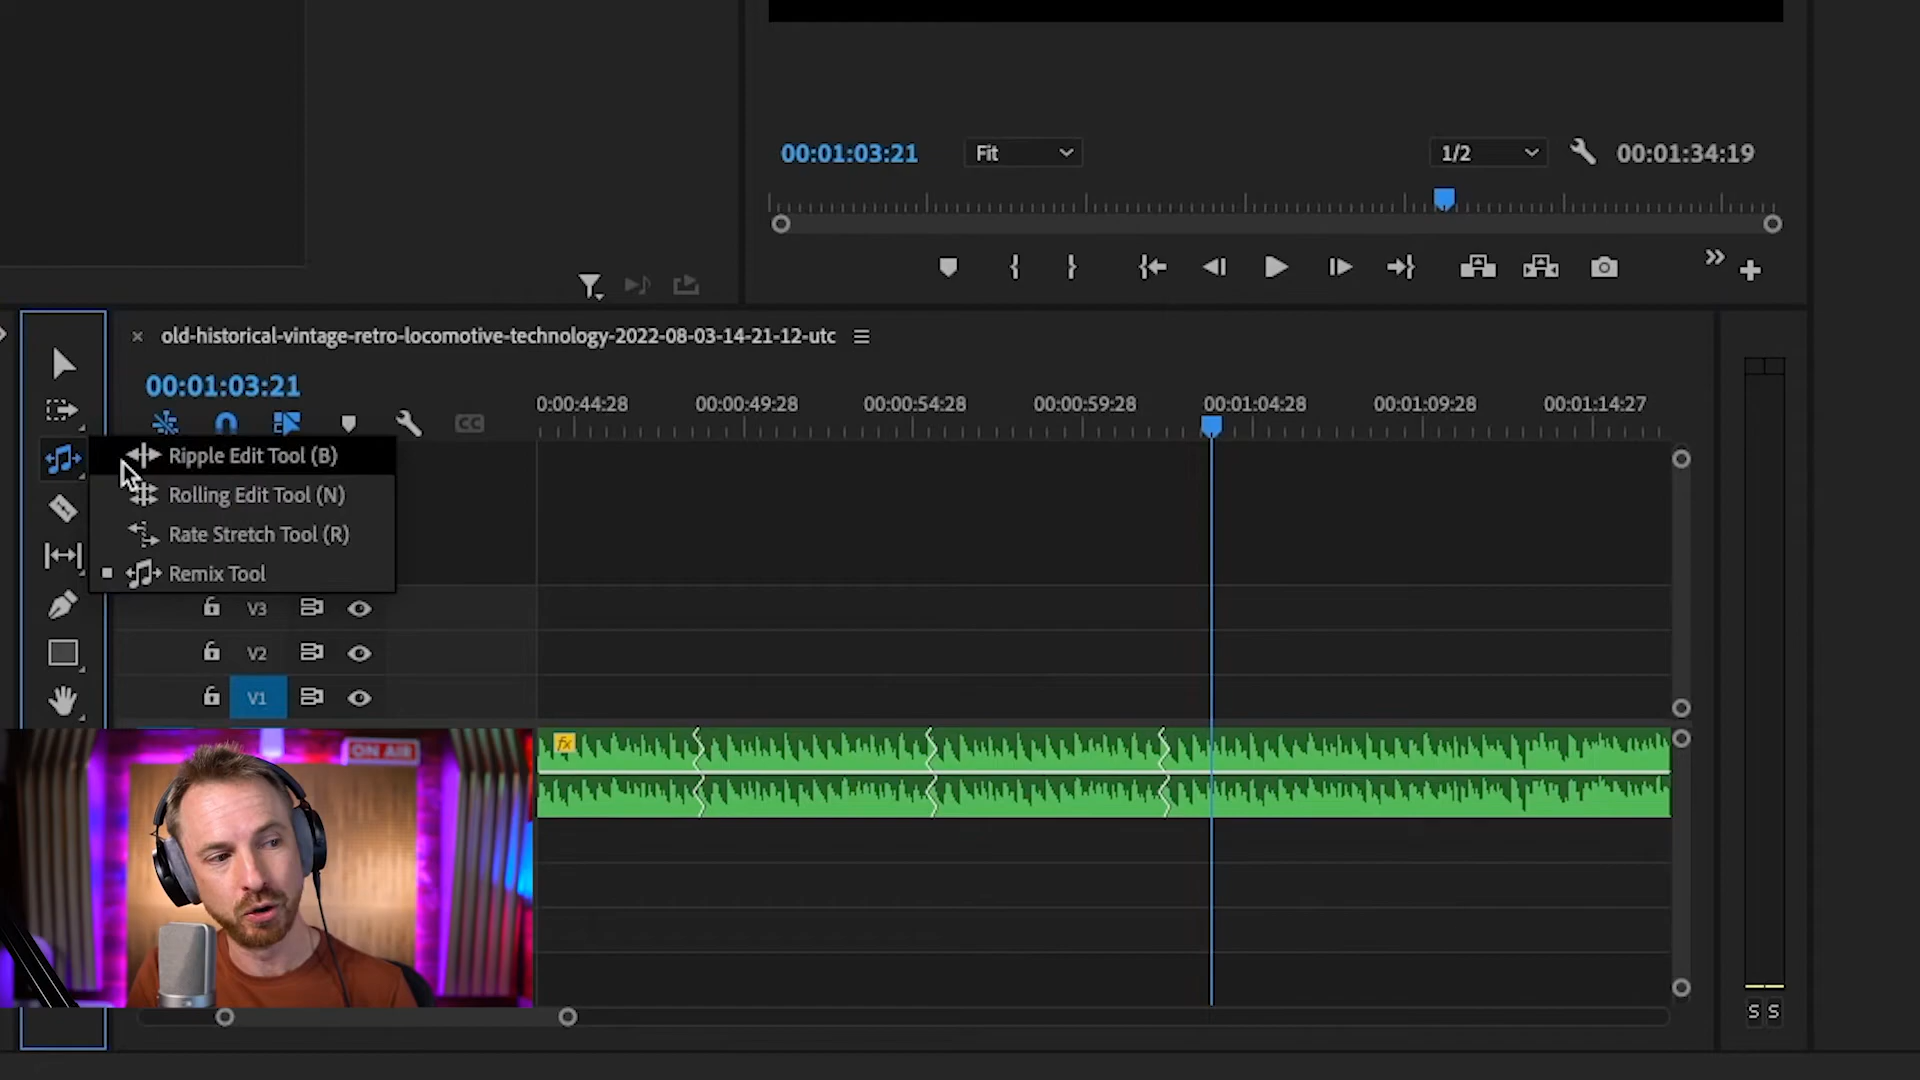 00:01:03:21
Fit
1/2
00:01:34:19
× old-historical-vintage-retro-locomotive-technology-2022-08-03-14-21-12-utc
00:01:03:21
CC
0:00:44:28
00:00:49:28
00:00:54:28
00:00:59:28
00:01:04:28
00:01:09:28
00:01:14:27
Ripple Edit Tool (B)
Rolling Edit Tool (N)
Rate Stretch Tool (R)
Remix Tool
V3
V2
V1
fx
ON AIR
S S